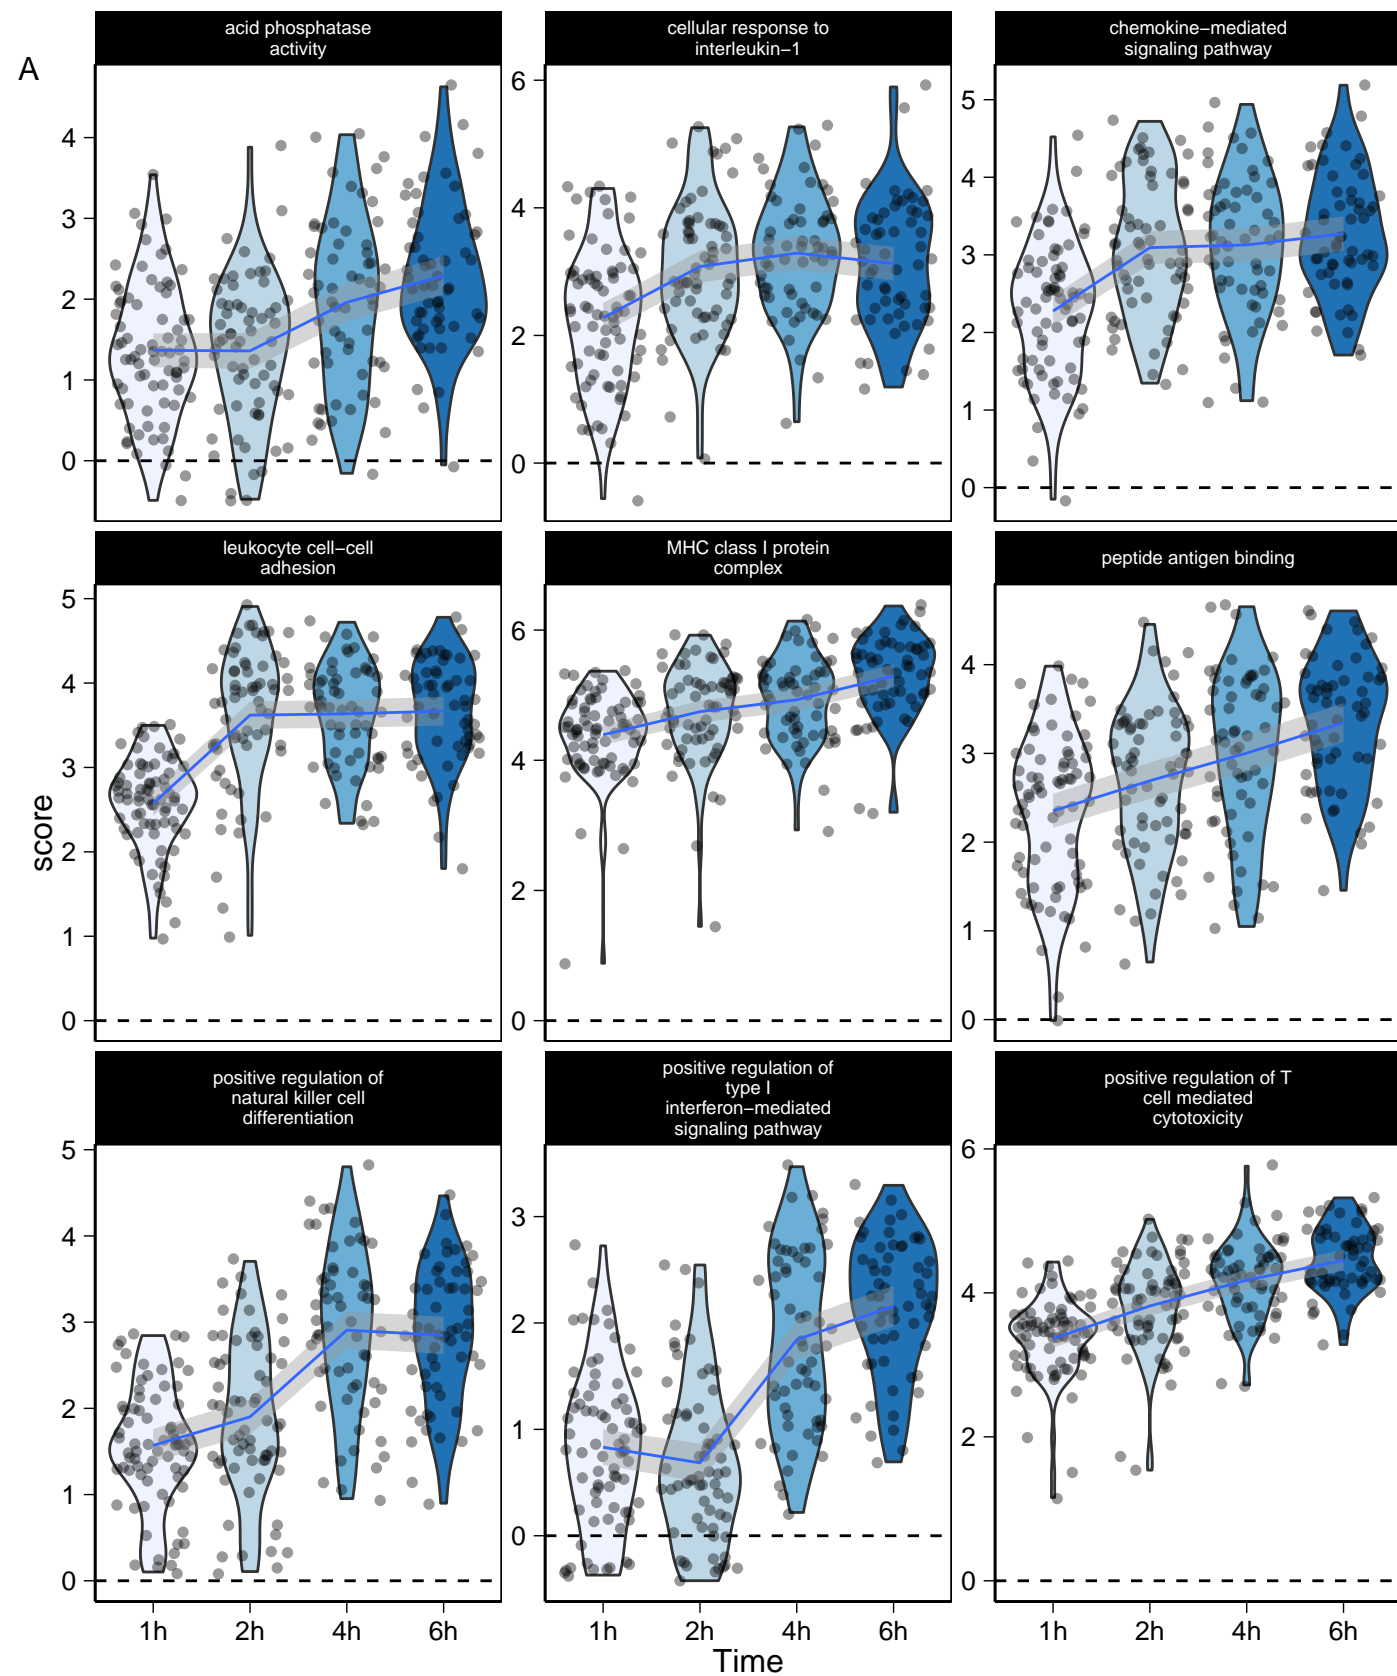 A
acid phosphatase
activity
cellular response to
interleukin−1
chemokine−mediated
signaling pathway
4
3
2
1
0
6
4
2
0
5
4
3
2
1
0
leukocyte cell−cell
adhesion
MHC class I protein
complex
peptide antigen binding
5
4
3
2
1
0
6
4
2
0
4
3
2
1
0
score
positive regulation of
natural killer cell
differentiation
positive regulation of
type I
interferon−mediated
signaling pathway
positive regulation of T
cell mediated
cytotoxicity
5
4
3
2
1
0
3
2
1
0
6
4
2
0
1h 2h 4h 6h
1h 2h 4h 6h
1h 2h 4h 6h
Time